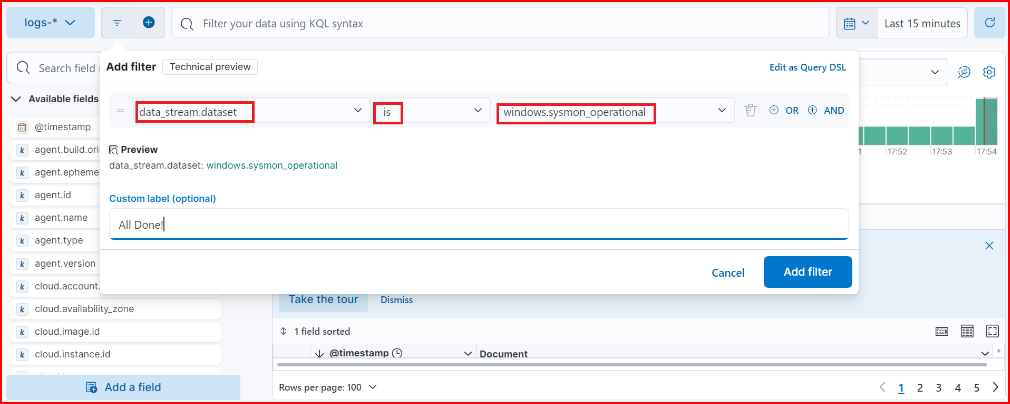 logs-*
Filter your data using KQL syntax
Last 15 minutes
Search field
Add filter
Technical preview
Edit as Query DSL
data_stream.dataset
is
windows.sysmon_operational
OR
AND
Preview
data_stream.dataset: windows.sysmon_operational
Custom label (optional)
All Done!
Cancel
Add filter
Available fields
@timestamp
k agent.build.ori
k agent.epheme
k agent.id
k agent.name
k agent.type
k agent.version
k cloud.account.
k cloud.availability_zone
k cloud.image.id
k cloud.instance.id
Add a field
17:52
17:53
17:54
Take the tour
Dismiss
1 field sorted
@timestamp
Document
Rows per page: 100
1 2 3 4 5